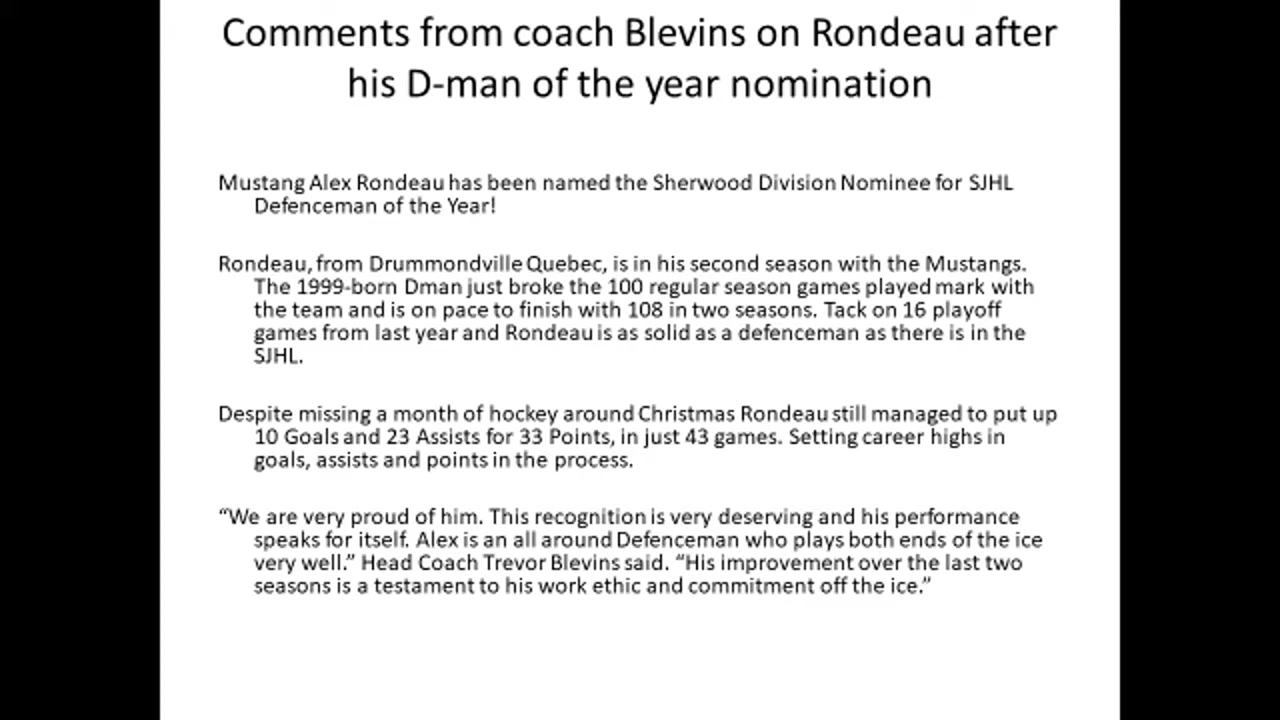 Comments from coach Blevins on Rondeau after
his D-man of the year nomination
Mustang Alex Rondeau has been named the Sherwood Division Nominee for SJHL
Defenceman of the Year!
Rondeau, from Drummondville Quebec, is in his second season with the Mustangs.
The 1999-born Dman just broke the 100 regular season games played mark with
the team and is on pace to finish with 108 in two seasons. Tack on 16 playoff
games from last year and Rondeau is as solid as a defenceman as there is in the
SJHL.
Despite missing a month of hockey around Christmas Rondeau still managed to put up
10 Goals and 23 Assists for 33 Points, in just 43 games. Setting career highs in
goals, assists and points in the process.
“We are very proud of him. This recognition is very deserving and his performance
speaks for itself. Alex is an all around Defenceman who plays both ends of the ice
very well.” Head Coach Trevor Blevins said. “His improvement over the last two
seasons is a testament to his work ethic and commitment off the ice.”